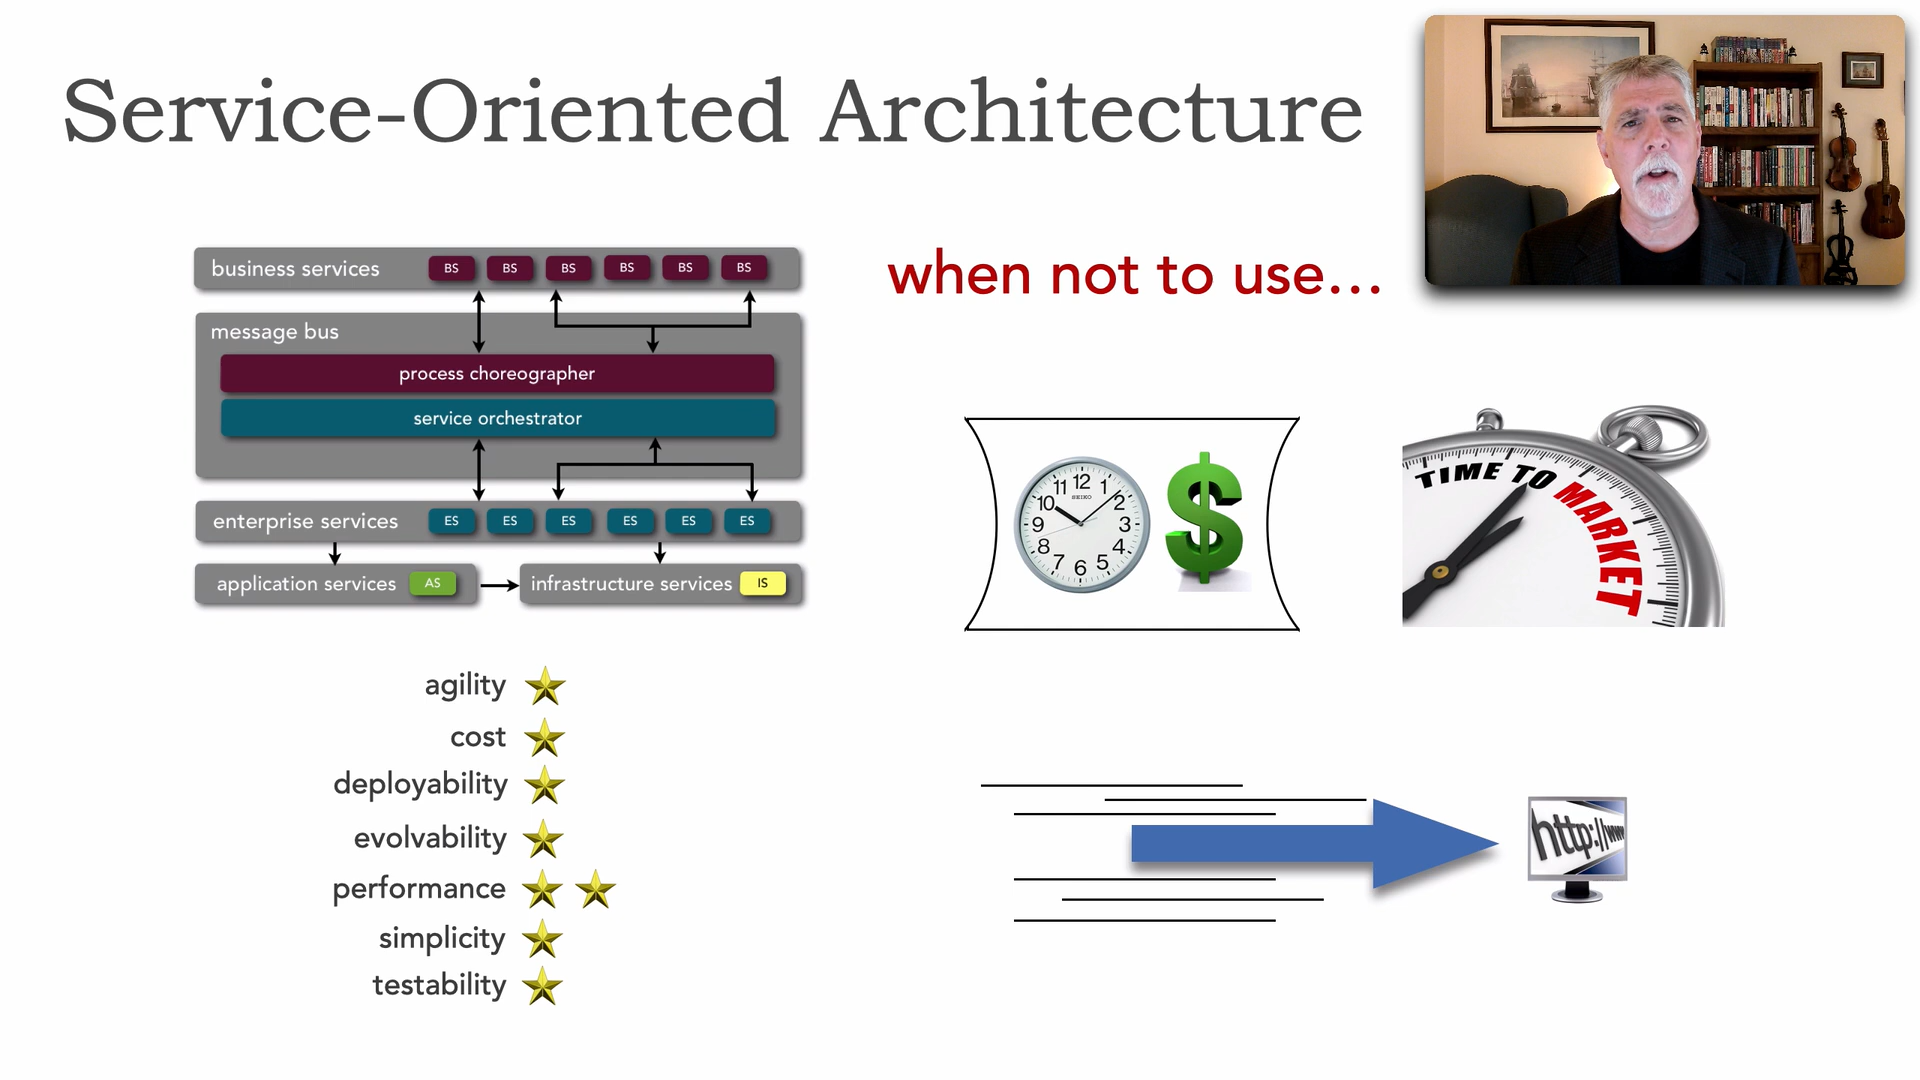 Service-Oriented Architecture
business services BS BS BS BS BS BS
message bus
process choreographer
service orchestrator
enterprise services ES ES ES ES ES ES
application services AS
infrastructure services IS
when not to use...
11 12 1
SEIKO
10 2
9 3
8 4
7 6 5
TIME TO
MARKET
http://ww
agility
cost
deployability
evolvability
performance
simplicity
testability